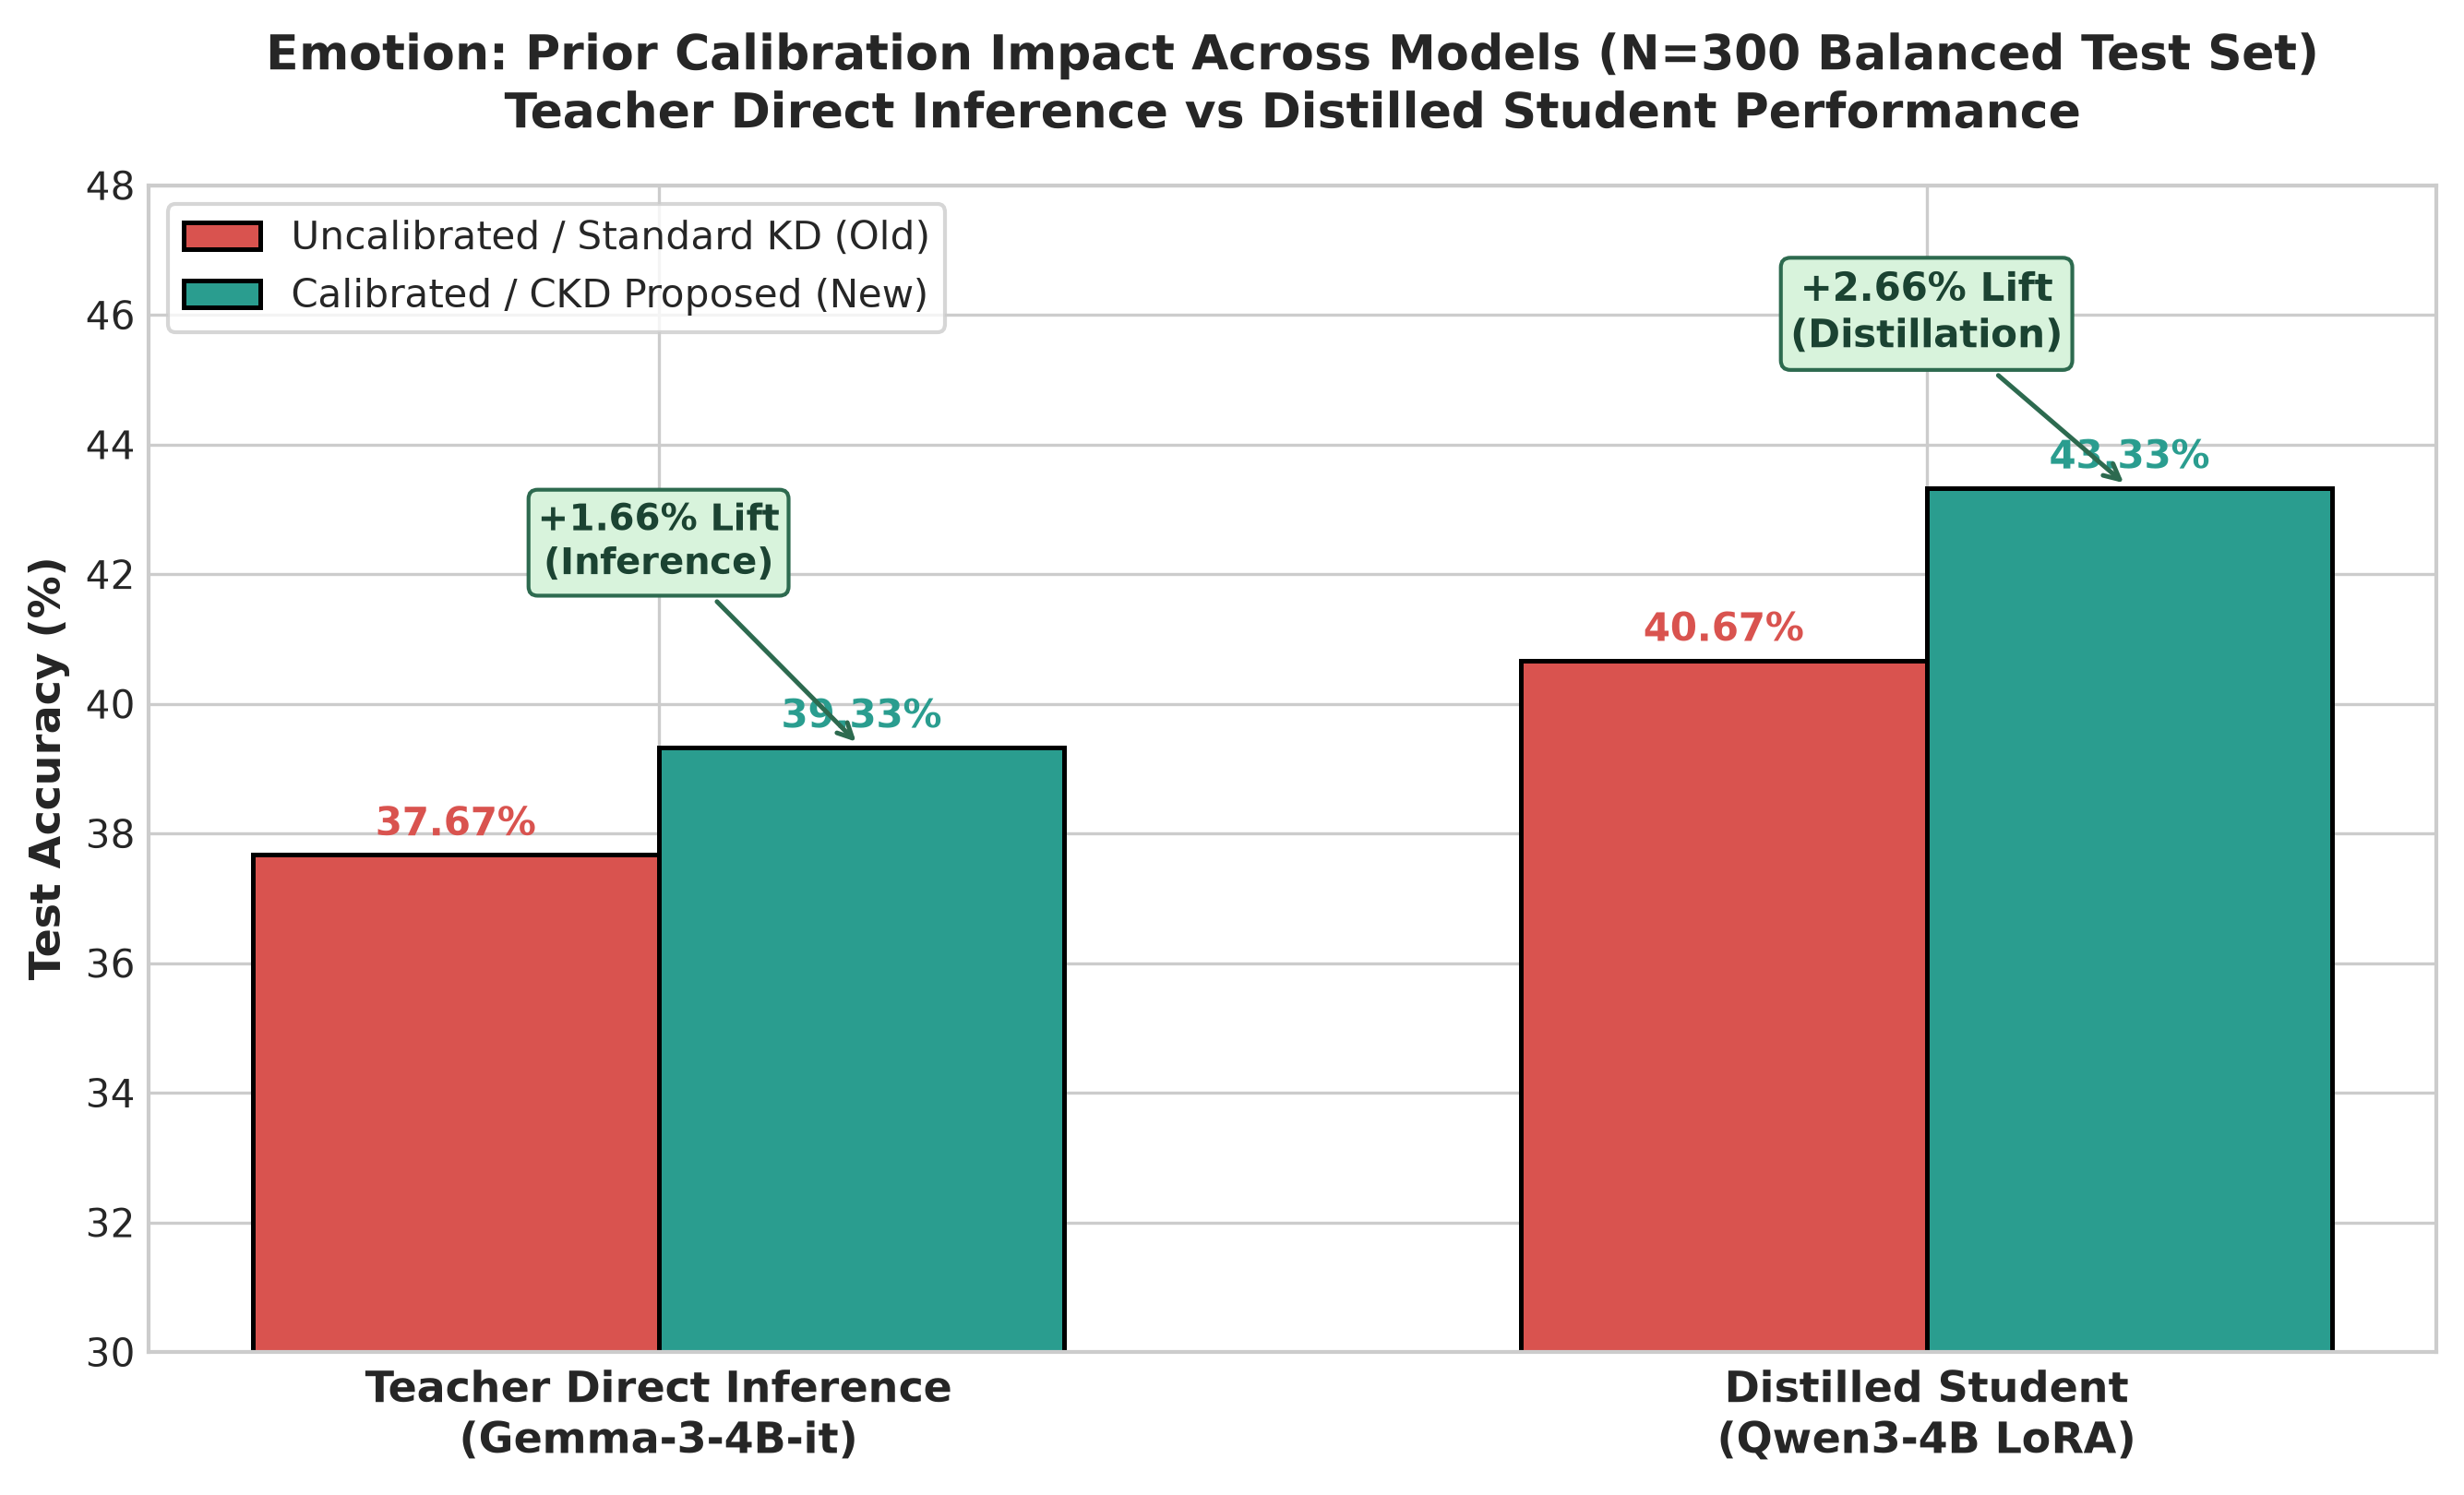 Emotion: Prior Calibration Impact Across Models (N=300 Balanced Test Set)
Teacher Direct Inference vs Distilled Student Performance
Uncalibrated / Standard KD (Old)
Calibrated / CKD Proposed (New)
Test Accuracy (%)
48
46
44
42
40
38
36
34
32
30
+1.66% Lift
(Inference)
+2.66% Lift
(Distillation)
37.67%
39.33%
40.67%
43.33%
Teacher Direct Inference
(Gemma-3-4B-it)
Distilled Student
(Qwen3-4B LoRA)